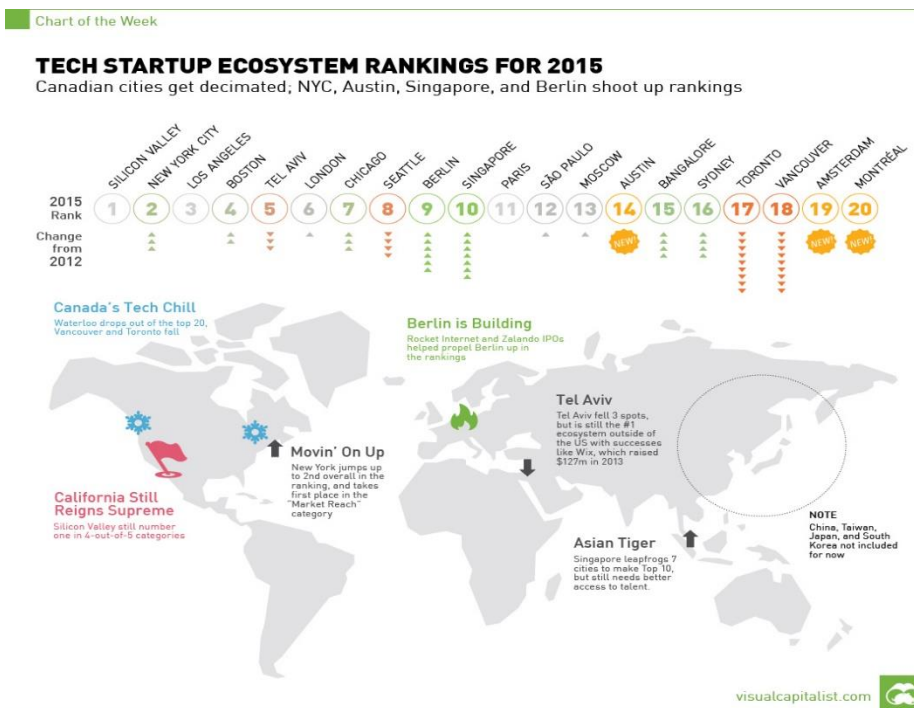 Chart of the Week
TECH STARTUP ECOSYSTEM RANKINGS FOR 2015
Canadian cities get decimated; NYC, Austin, Singapore, and Berlin shoot up rankings
SILICON VALLEY
NEW YORK CITY
LOS ANGELES
BOSTON
TEL AVIV
LONDON
CHICAGO
SEATTLE
BERLIN
SINGAPORE
PARIS
SÃO PAULO
MOSCOW
AUSTIN
BANGALORE
SYDNEY
TORONTO
VANCOUVER
AMSTERDAM
MONTRÉAL
2015
Rank
1 2 3 4 5 6 7 8 9 10 11 12 13 14 15 16 17 18 19 20
Change
from
2012
NEW! NEW! NEW!
Canada's Tech Chill
Waterloo drops out of the top 20,
Vancouver and Toronto fall
Berlin is Building
Rocket Internet and Zalando IPOs
helped propel Berlin up in
the rankings
Tel Aviv
Tel Aviv fell 3 spots,
but is still the #1
ecosystem outside of
the US with successes
like Wix, which raised
$127m in 2013
Movin' On Up
New York jumps up
to 2nd overall in the
ranking, and takes
first place in the
"Market Reach"
category
California Still
Reigns Supreme
Silicon Valley still number
one in 4-out-of-5 categories
Asian Tiger
Singapore leapfrogs 7
cities to make Top 10,
but still needs better
access to talent.
NOTE
China, Taiwan,
Japan, and South
Korea not included
for now
visualcapitalist.com